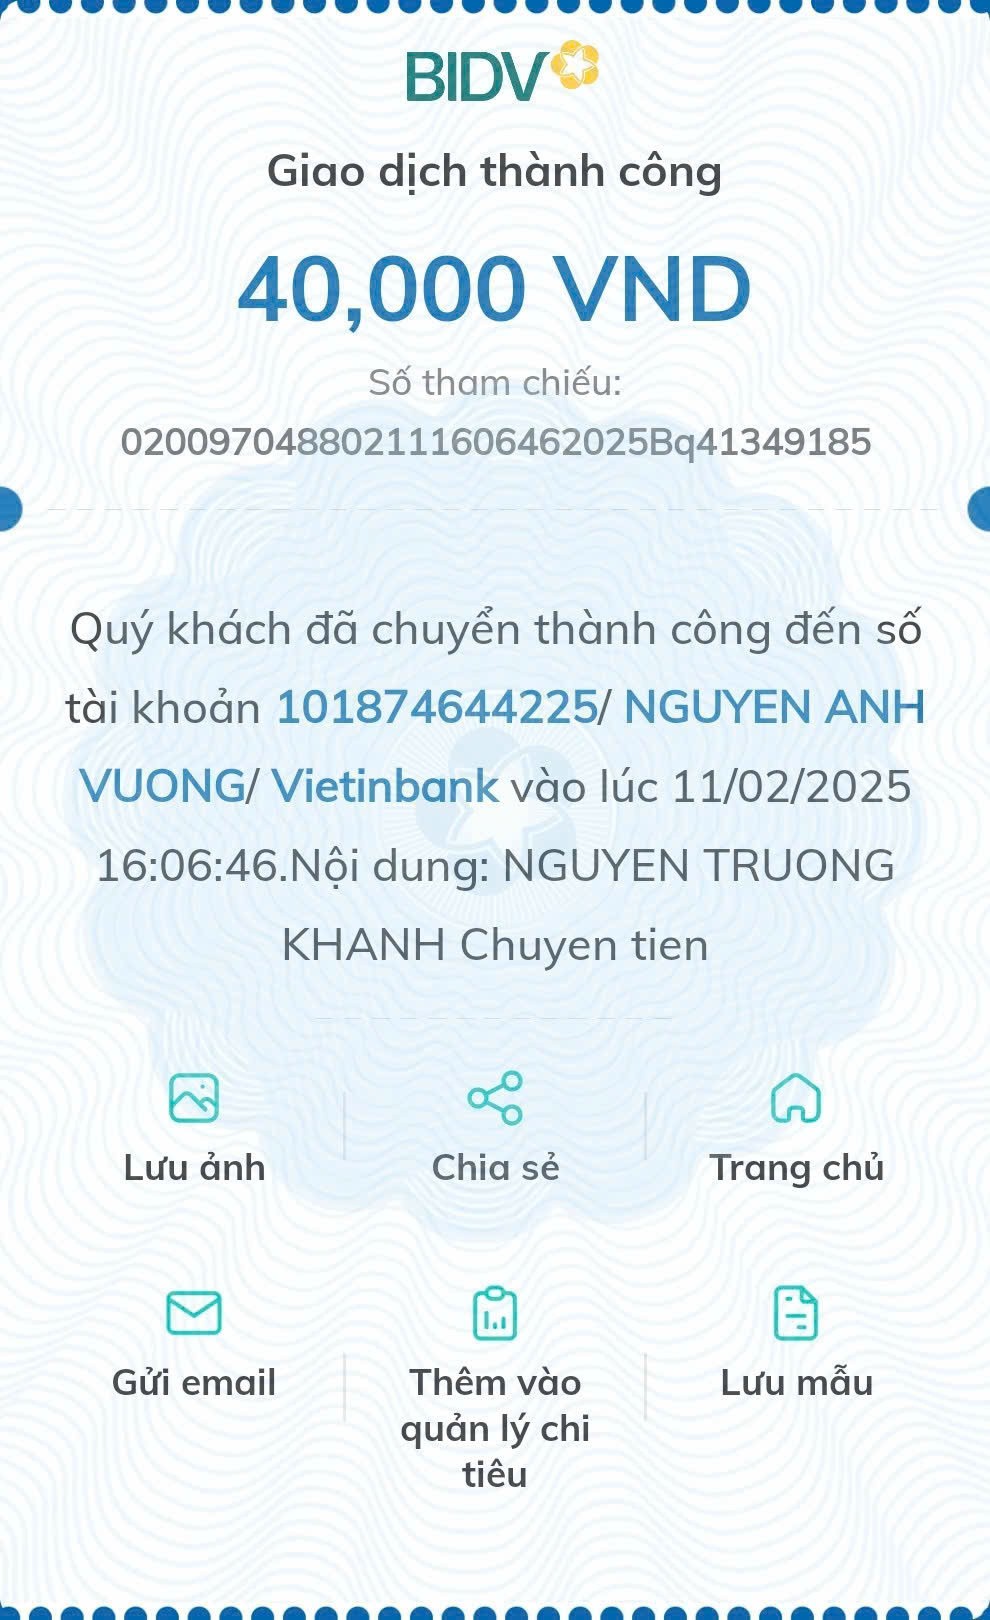 BIDV
Giao dịch thành công
40,000 VND
Số tham chiếu:
020097048802111606462025Bq41349185
Quý khách đã chuyển thành công đến số
tài khoản 101874644225/ NGUYEN ANH
VUONG/ Vietinbank vào lúc 11/02/2025
16:06:46.Nội dung: NGUYEN TRUONG
KHANH Chuyen tien
Lưu ảnh
Chia sẻ
Trang chủ
Gửi email
Thêm vào
quản lý chi
tiêu
Lưu mẫu